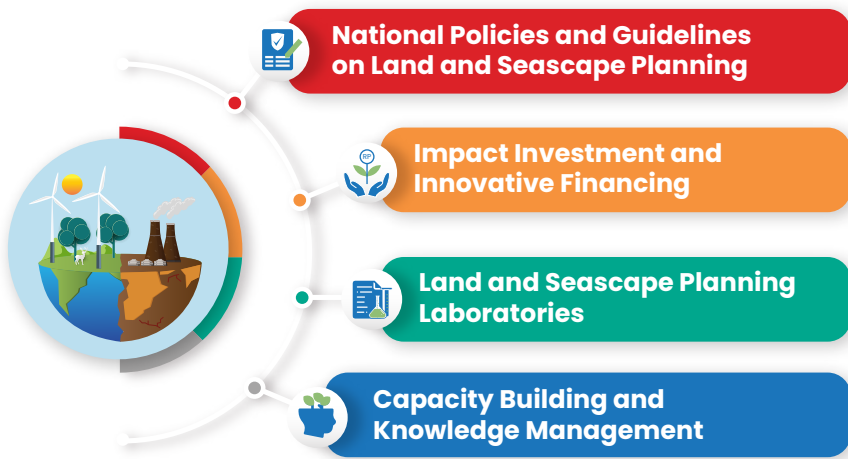 National Policies and Guidelines
on Land and Seascape Planning
RP
Impact Investment and
Innovative Financing
Land and Seascape Planning
Laboratories
Capacity Building and
Knowledge Management